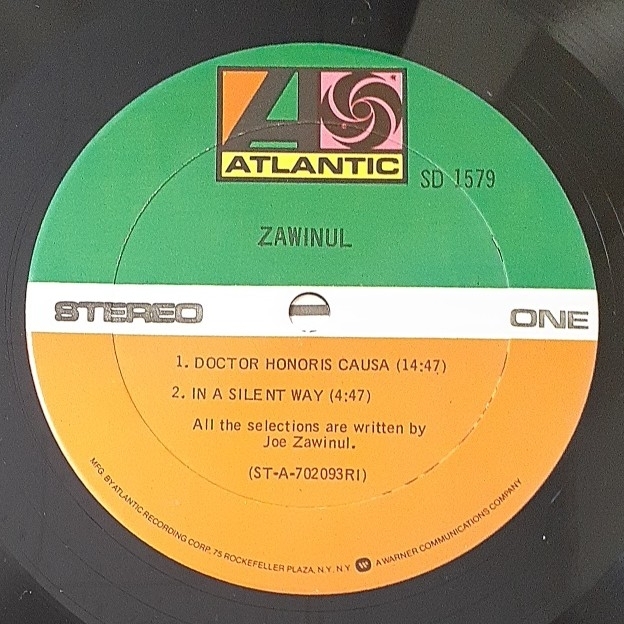 ATLANTIC
SD 1579
ZAWINUL
STEREO
ONE
1. DOCTOR HONORIS CAUSA (14:47)
2. IN A SILENT WAY (4:47)
All the selections are written by
Joe Zawinul.
(ST-A-702093RI)
MFG. BY ATLANTIC RECORDING CORP., 75 ROCKEFELLER PLAZA, N.Y. N.Y. A WARNER COMMUNICATIONS COMPANY